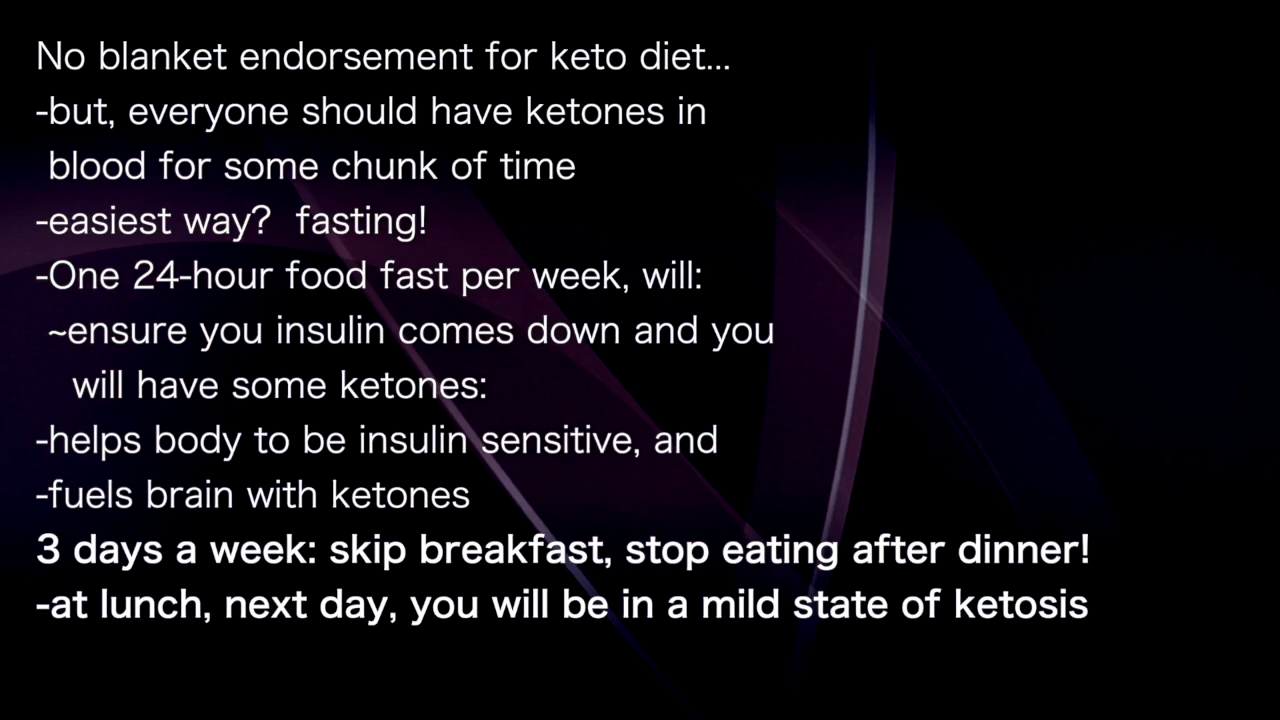 No blanket endorsement for keto diet...
-but, everyone should have ketones in
blood for some chunk of time
-easiest way?  fasting!
-One 24-hour food fast per week, will:
~ensure you insulin comes down and you
will have some ketones:
-helps body to be insulin sensitive, and
-fuels brain with ketones
3 days a week: skip breakfast, stop eating after dinner!
-at lunch, next day, you will be in a mild state of ketosis